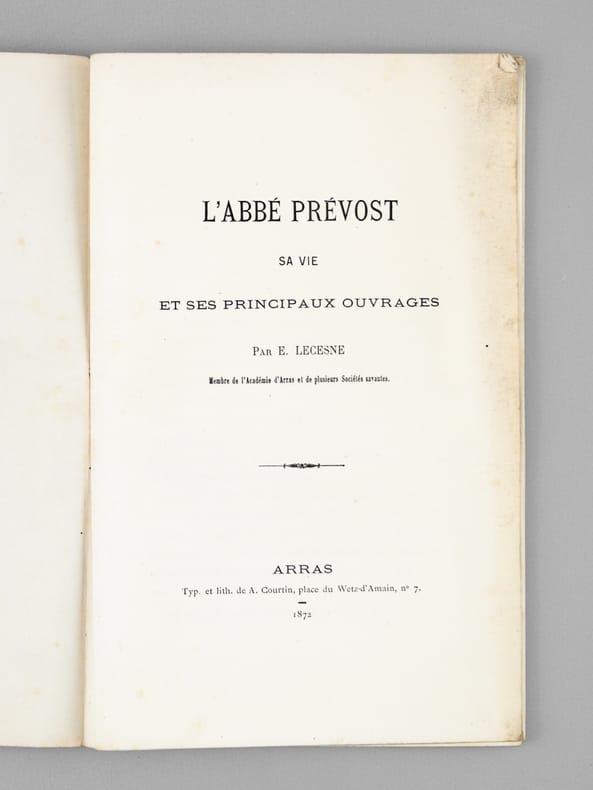 L'ABBÉ PRÉVOST
SA VIE
ET SES PRINCIPAUX OUVRAGES
PAR E. LECESNE
Membre de l'Académie d'Arras et de plusieurs Sociétés savantes.
ARRAS
Typ. et lith. de A. Courtin, place du Wetz-d'Amain, n° 7.
1872